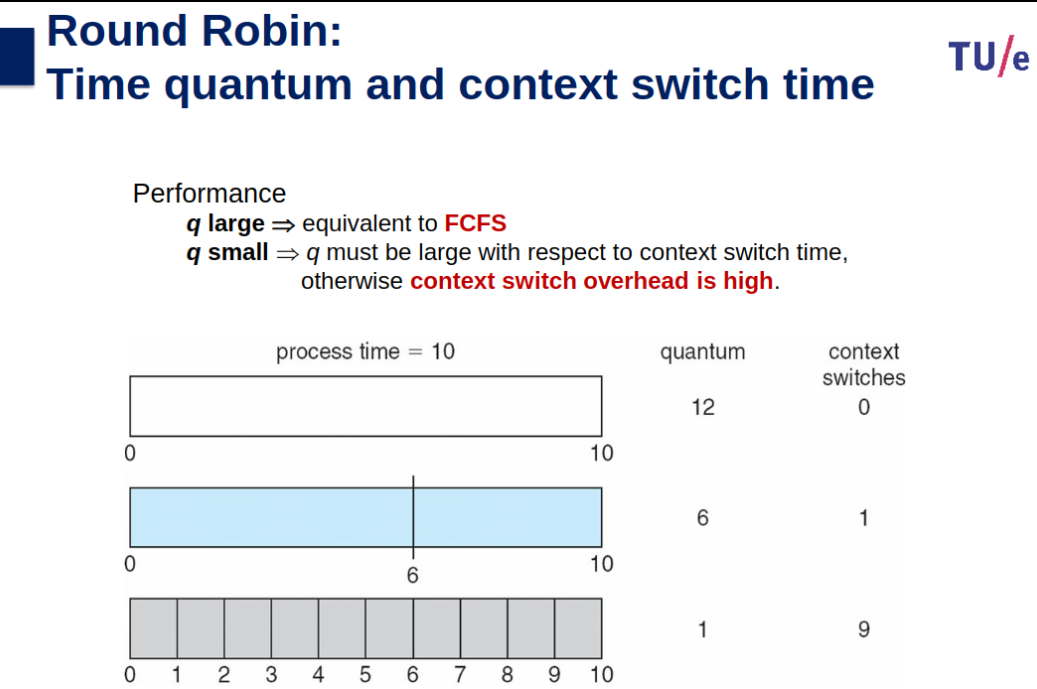 Round Robin:
Time quantum and context switch time
TU/e
Performance
q large ⇒ equivalent to FCFS
q small ⇒ q must be large with respect to context switch time,
otherwise context switch overhead is high.
process time = 10 quantum context
switches
12 0
0 10
6 1
0 6 10
1 9
0 1 2 3 4 5 6 7 8 9 10